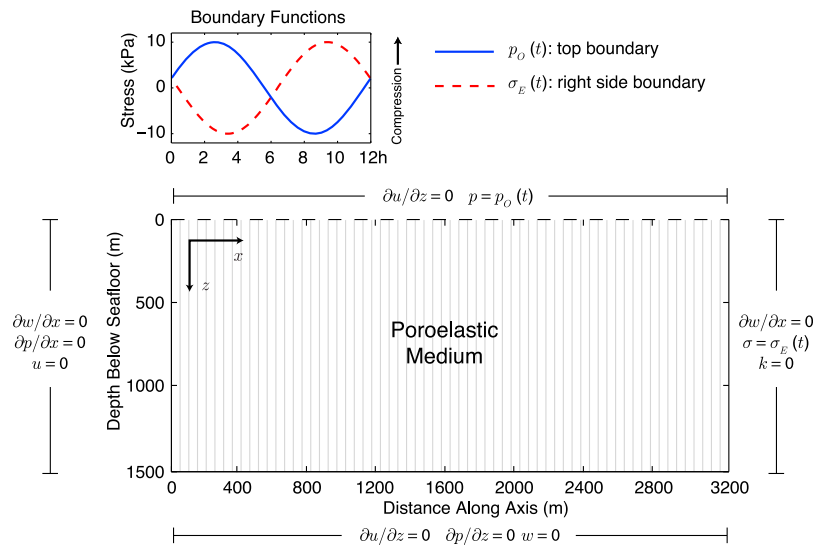 Boundary Functions
Stress (kPa)
10
0
−10
0 2 4 6 8 10 12h
Compression
p_O (t): top boundary
σ_E (t): right side boundary
∂u/∂z = 0 p = p_O (t)
Depth Below Seafloor (m)
0
500
1000
1500
x
z
Poroelastic
Medium
∂w/∂x = 0
∂p/∂x = 0
u = 0
∂w/∂x = 0
σ = σ_E (t)
k = 0
0 400 800 1200 1600 2000 2400 2800 3200
Distance Along Axis (m)
∂u/∂z = 0 ∂p/∂z = 0 w = 0